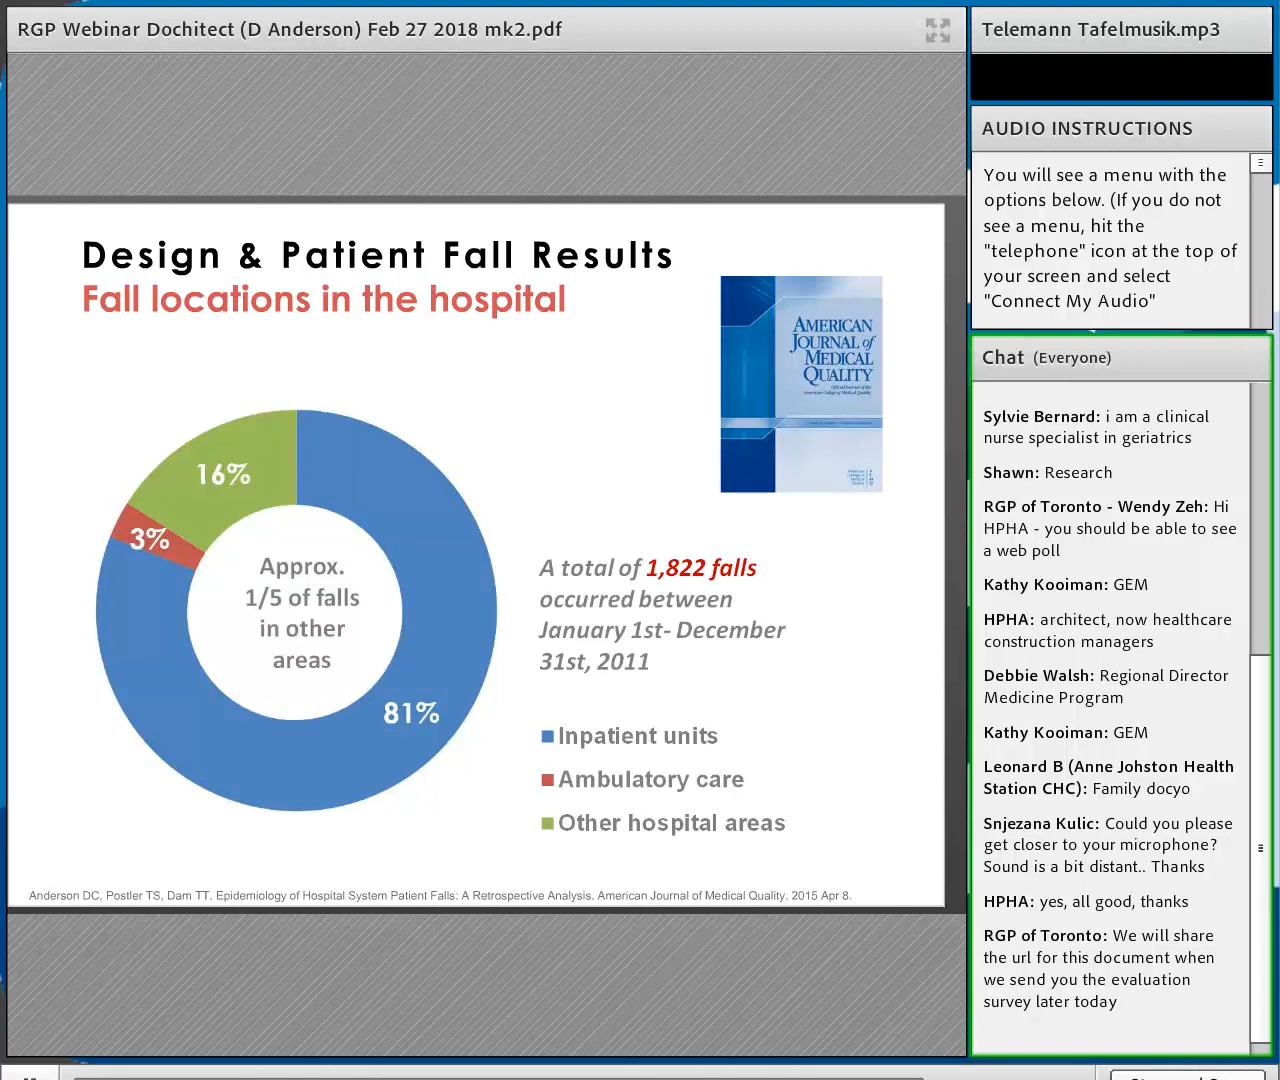 RGP Webinar Dochitect (D Anderson) Feb 27 2018 mk2.pdf
Design & Patient Fall Results
Fall locations in the hospital
AMERICAN
JOURNAL of
MEDICAL
QUALITY
16%
3%
81%
Approx.
1/5 of falls
in other
areas
A total of 1,822 falls
occurred between
January 1st- December
31st, 2011
Inpatient units
Ambulatory care
Other hospital areas
Anderson DC, Postler TS, Dam TT. Epidemiology of Hospital System Patient Falls: A Retrospective Analysis. American Journal of Medical Quality. 2015 Apr 8.
Telemann Tafelmusik.mp3
AUDIO INSTRUCTIONS
You will see a menu with the
options below. (If you do not
see a menu, hit the
"telephone" icon at the top of
your screen and select
"Connect My Audio"
Chat (Everyone)
Sylvie Bernard: i am a clinical
nurse specialist in geriatrics
Shawn: Research
RGP of Toronto - Wendy Zeh: Hi
HPHA - you should be able to see
a web poll
Kathy Kooiman: GEM
HPHA: architect, now healthcare
construction managers
Debbie Walsh: Regional Director
Medicine Program
Kathy Kooiman: GEM
Leonard B (Anne Johston Health
Station CHC): Family docyo
Snjezana Kulic: Could you please
get closer to your microphone?
Sound is a bit distant.. Thanks
HPHA: yes, all good, thanks
RGP of Toronto: We will share
the url for this document when
we send you the evaluation
survey later today